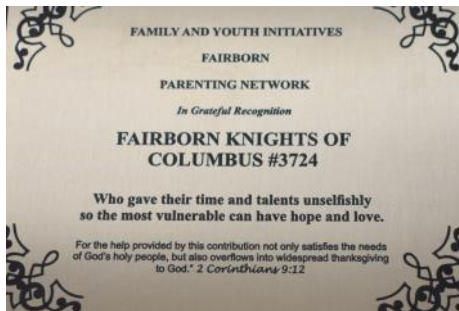 FAMILY AND YOUTH INITIATIVES
FAIRBORN
PARENTING NETWORK
In Grateful Recognition
FAIRBORN KNIGHTS OF
COLUMBUS #3724
Who gave their time and talents unselfishly
so the most vulnerable can have hope and love.
For the help provided by this contribution not only satisfies the needs
of God's holy people, but also overflows into widespread thanksgiving
to God." 2 Corinthians 9:12